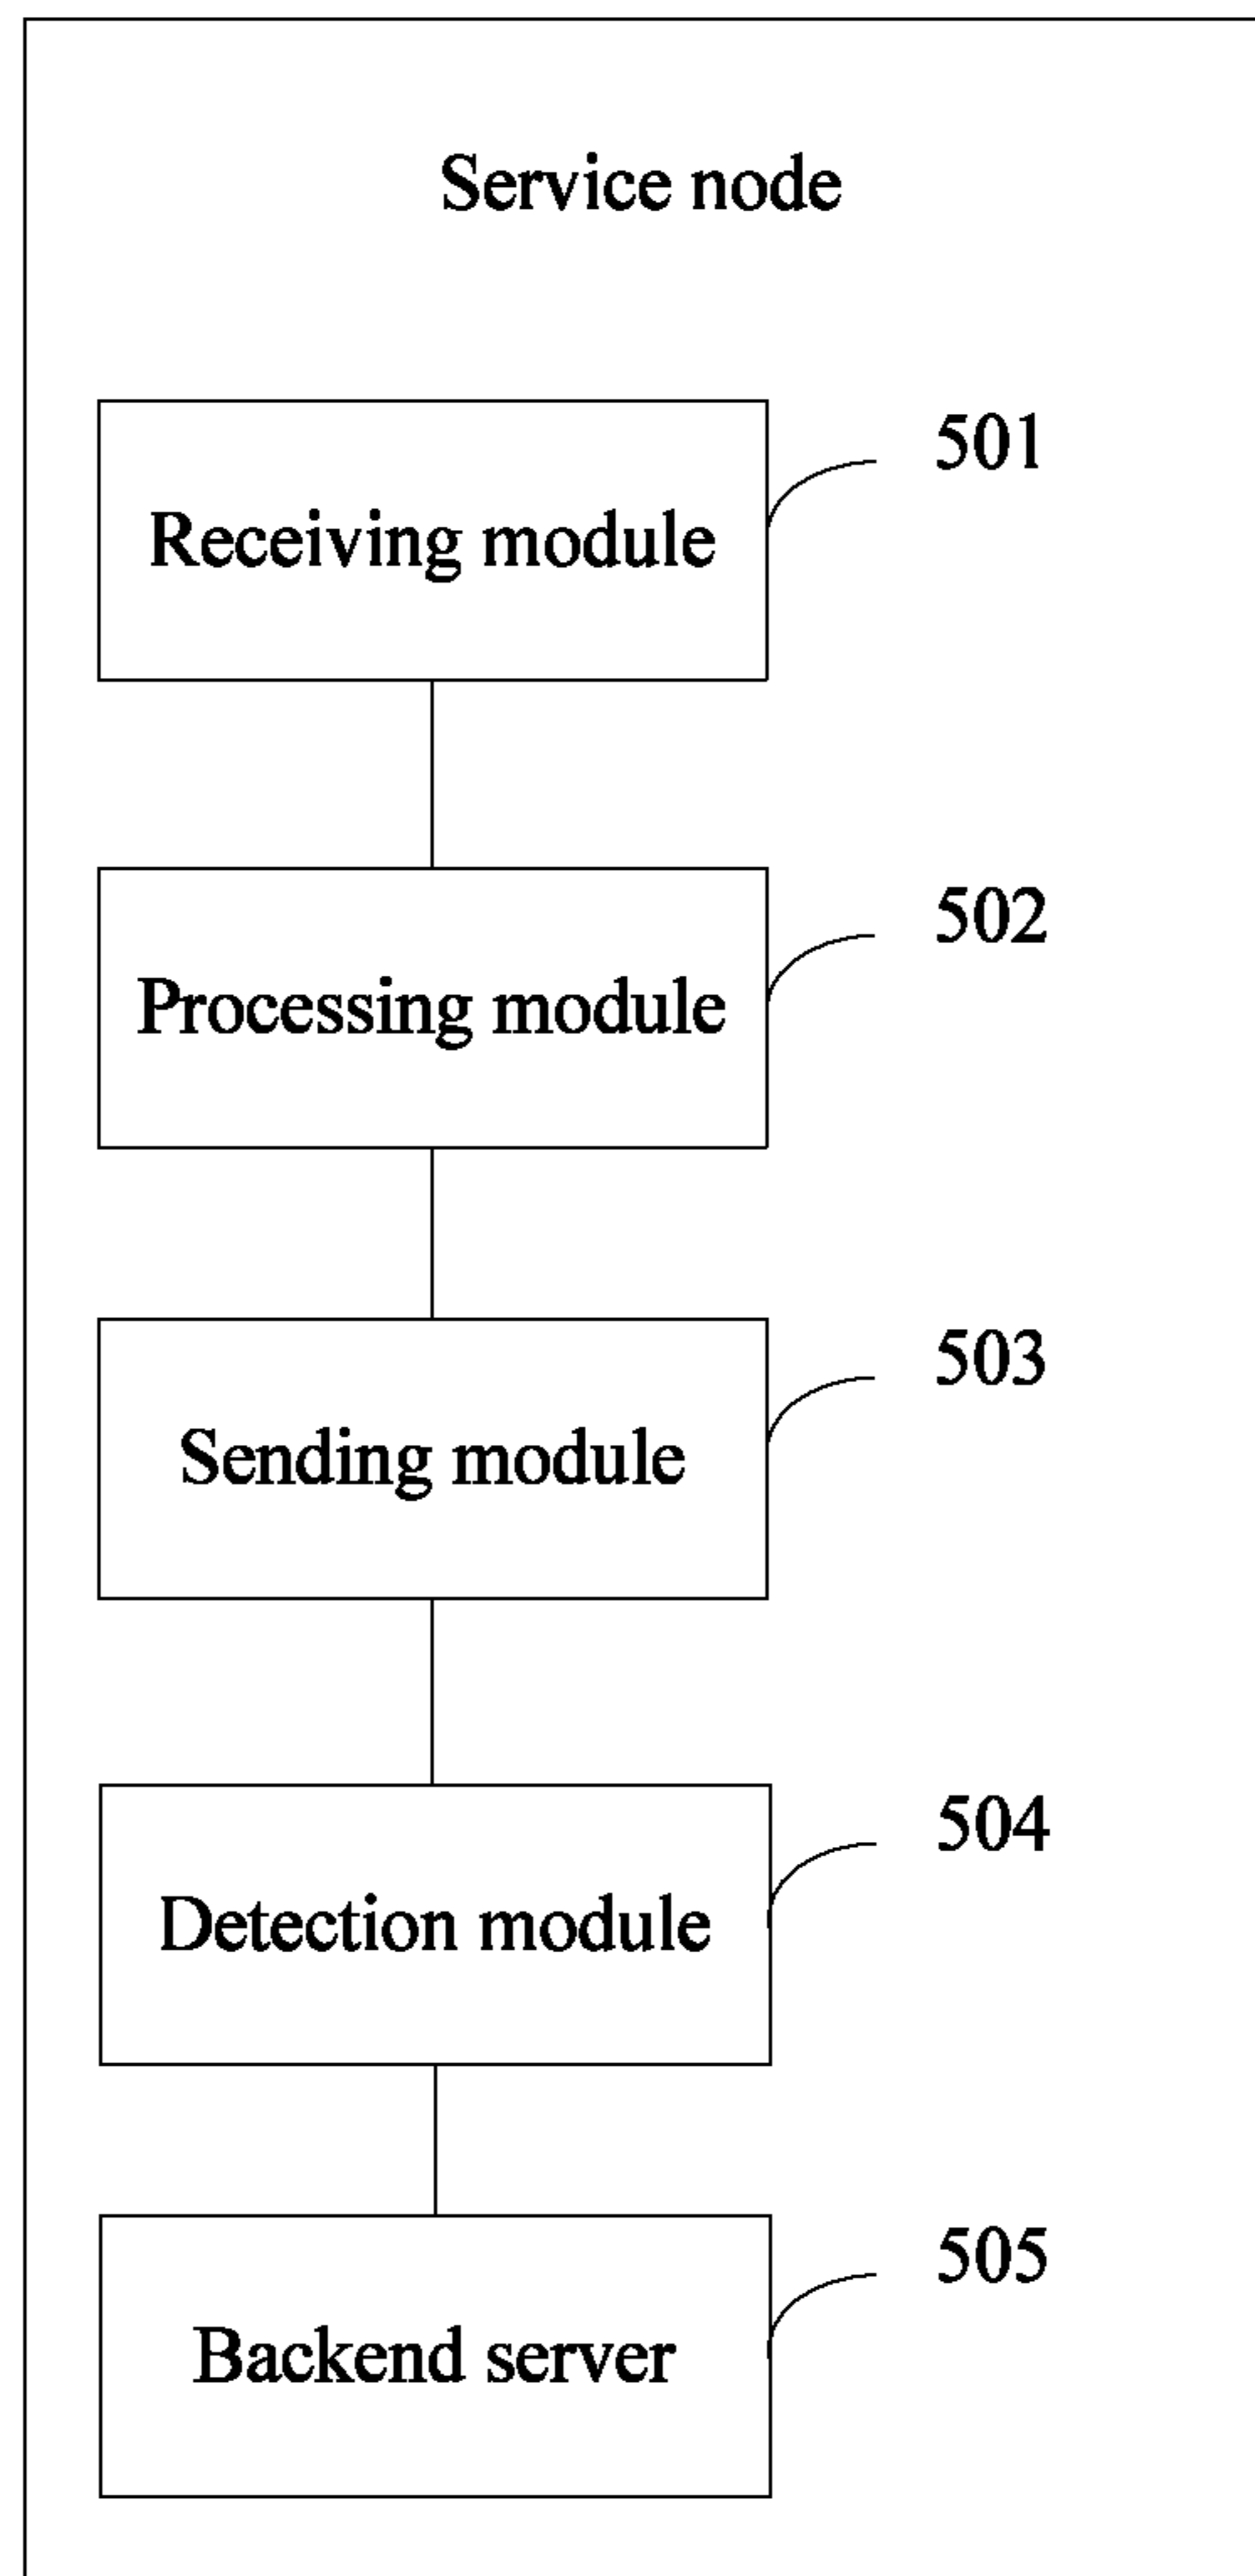 Service node
501
Receiving module
502
Processing module
503
Sending module
504
Detection module
505
Backend server